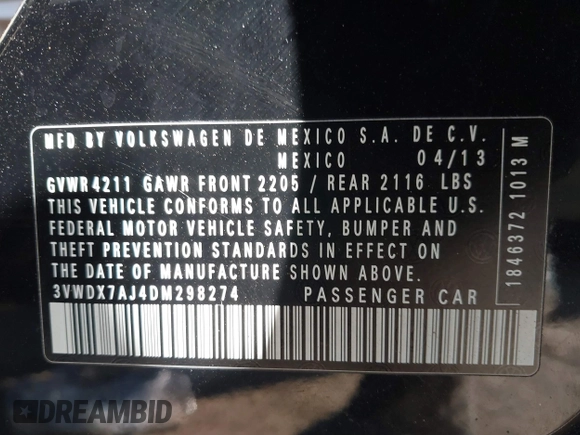 MFD BY VOLKSWAGEN DE MEXICO S.A. DE C.V.
MEXICO 04/13
GVWR 4211 GAWR FRONT 2205 / REAR 2116 LBS
THIS VEHICLE CONFORMS TO ALL APPLICABLE U.S.
FEDERAL MOTOR VEHICLE SAFETY, BUMPER AND
THEFT PREVENTION STANDARDS IN EFFECT ON
THE DATE OF MANUFACTURE SHOWN ABOVE.
3VWDX7AJ4DM298274 PASSENGER CAR
1846372 1013 M
DREAMBID